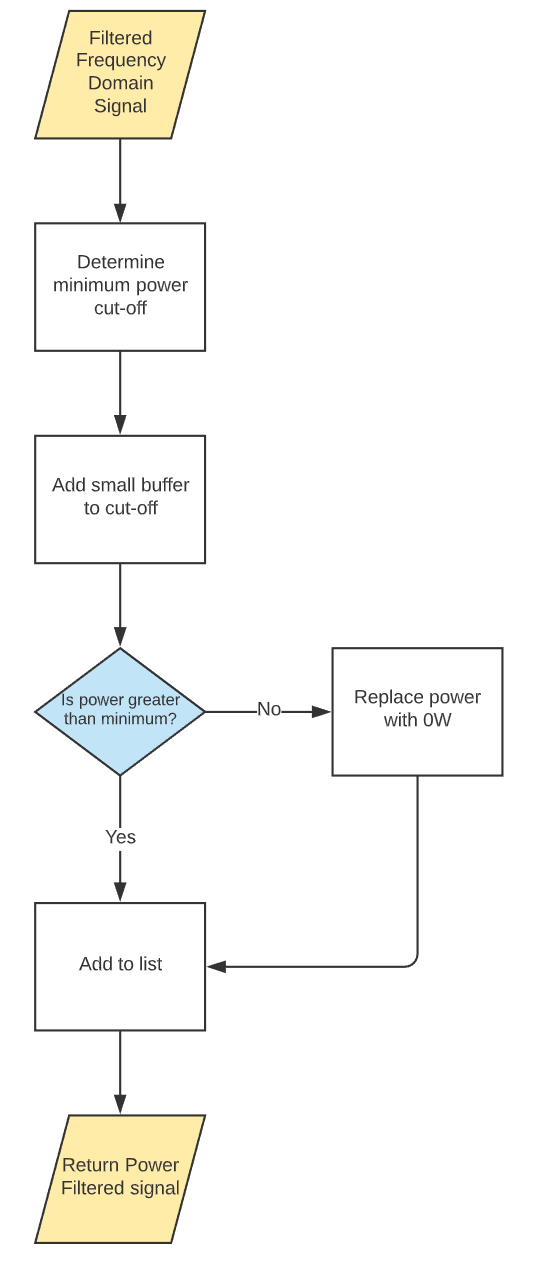 Filtered
Frequency
Domain
Signal
Determine
minimum power
cut-off
Add small buffer
to cut-off
Is power greater
than minimum?
No
Replace power
with 0W
Yes
Add to list
Return Power
Filtered signal